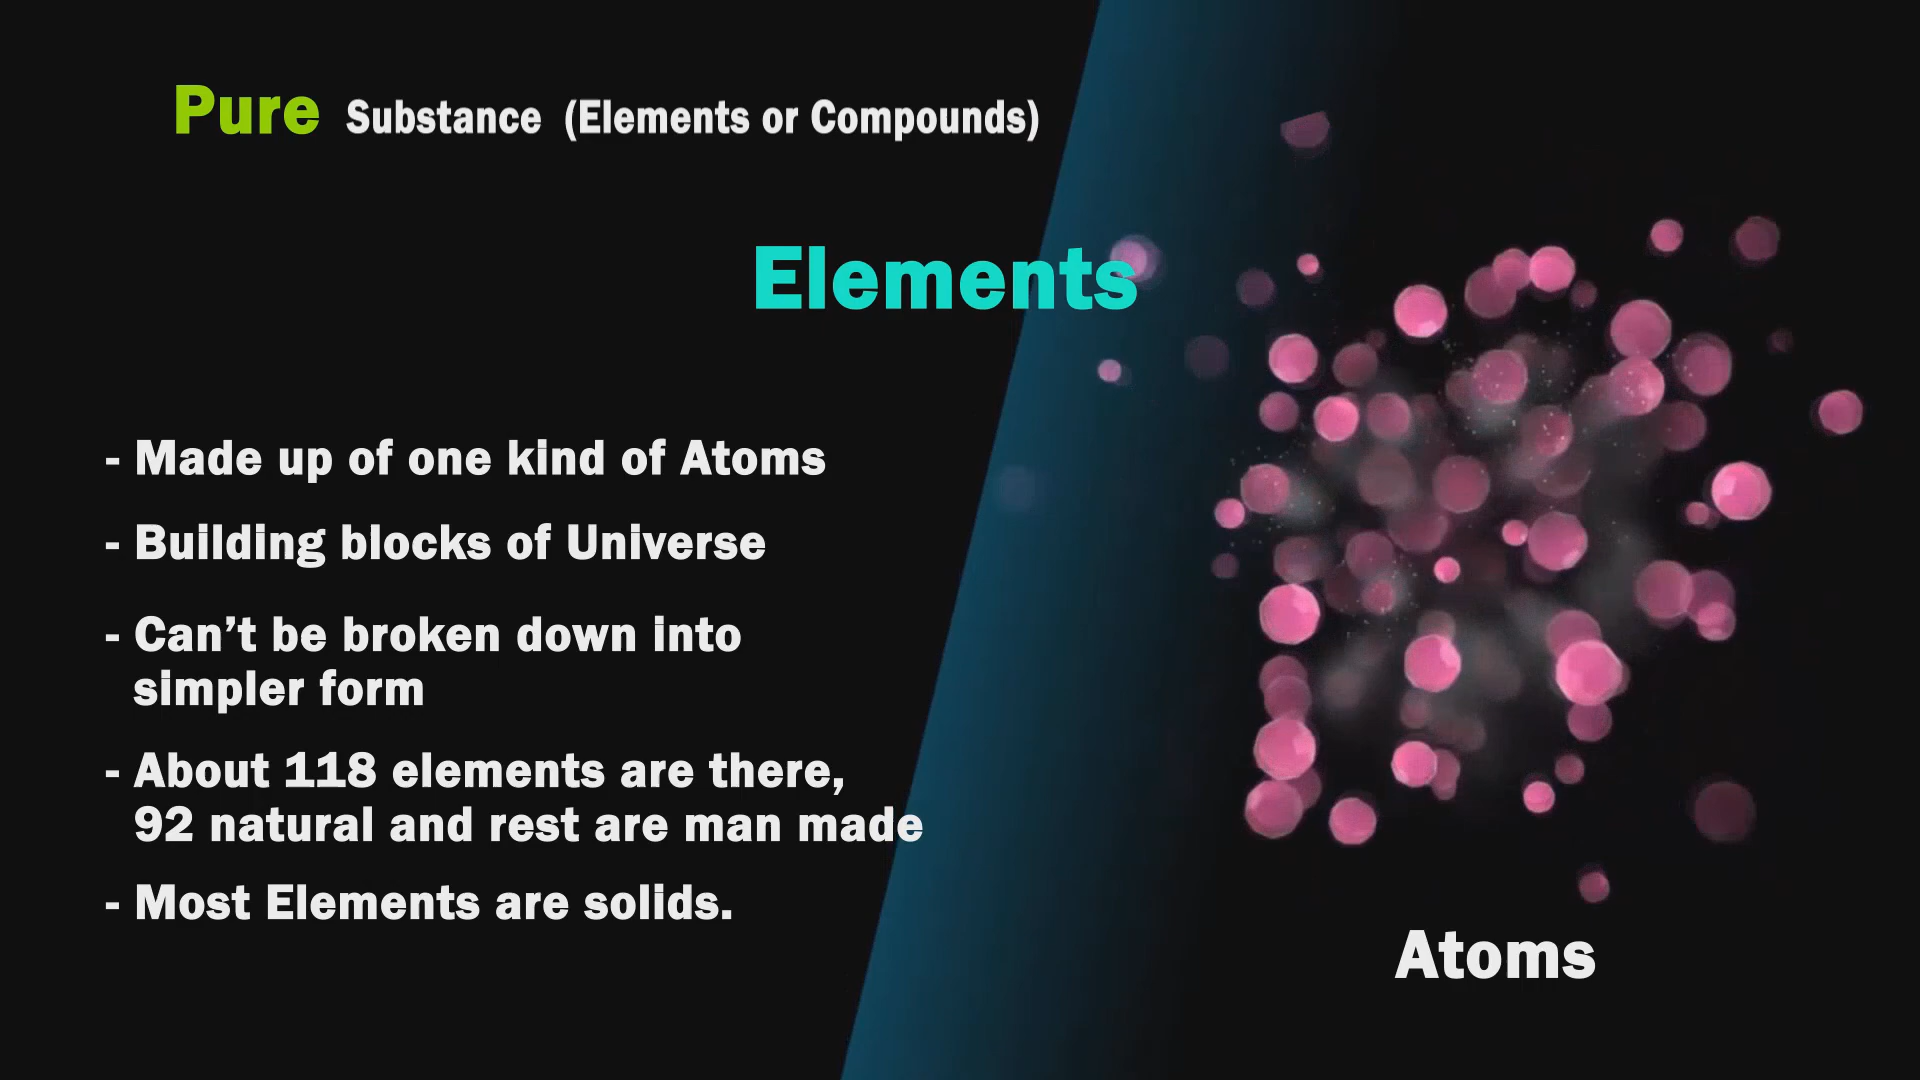 Pure Substance (Elements or Compounds)
Elements
- Made up of one kind of Atoms
- Building blocks of Universe
- Can’t be broken down into
simpler form
- About 118 elements are there,
92 natural and rest are man made
- Most Elements are solids.
Atoms